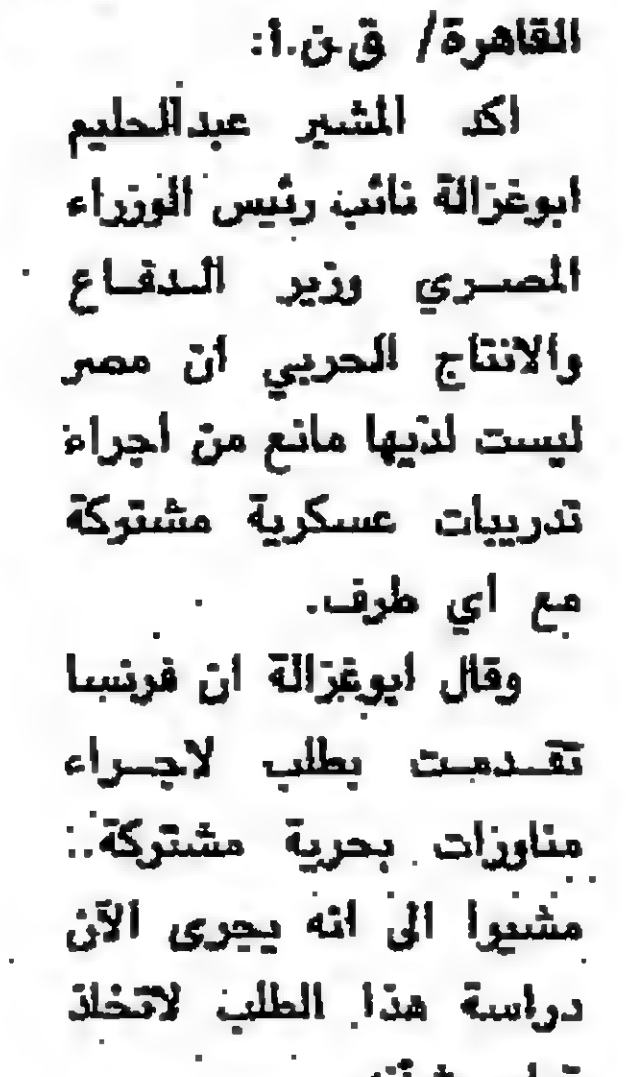 القاهرة/ ق.ن.أ:
اكد المشير عبدالحليم
ابوغزالة نائب رئيس الوزراء
المصري وزير الدفاع
والانتاج الحربي ان مصر
ليست لديها مانع من اجراء
تدريبات عسكرية مشتركة
مع اي طرف.
وقال ابوغزالة ان فرنسا
تقدمت بطلب لاجراء
مناورات بحرية مشتركة..
مشيرا الى انه يجرى الآن
دراسة هذا الطلب لاتخاذ